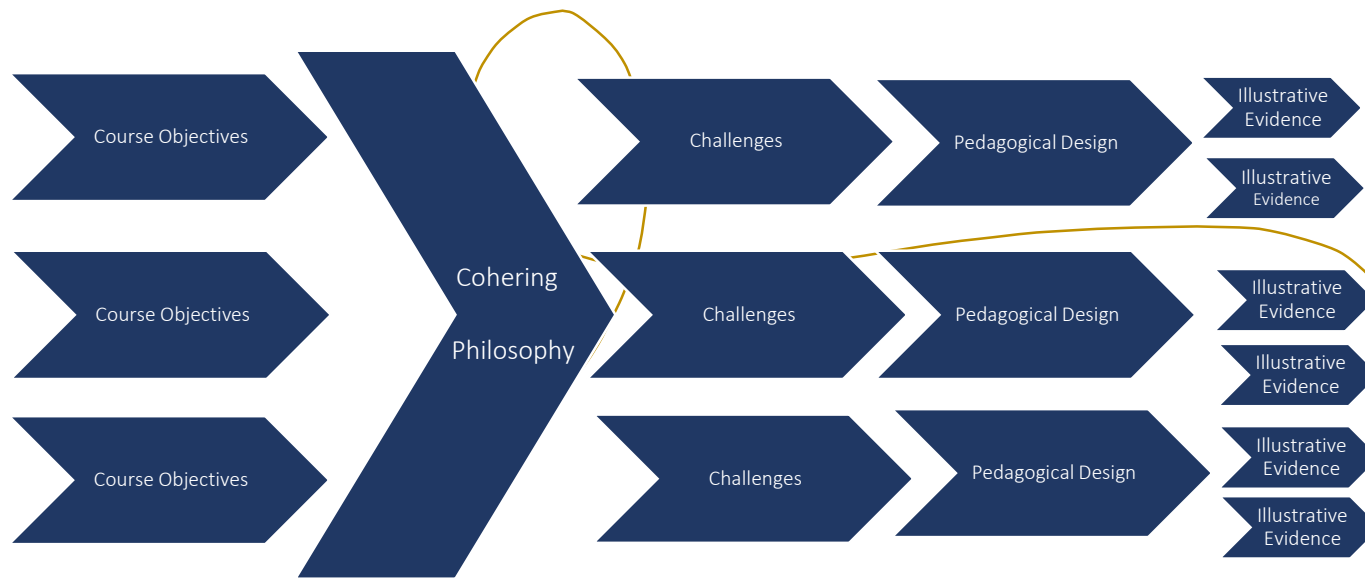 Course Objectives
Challenges
Pedagogical Design
Illustrative
Evidence
Illustrative
Evidence
Cohering
Philosophy
Course Objectives
Challenges
Pedagogical Design
Illustrative
Evidence
Illustrative
Evidence
Course Objectives
Challenges
Pedagogical Design
Illustrative
Evidence
Illustrative
Evidence